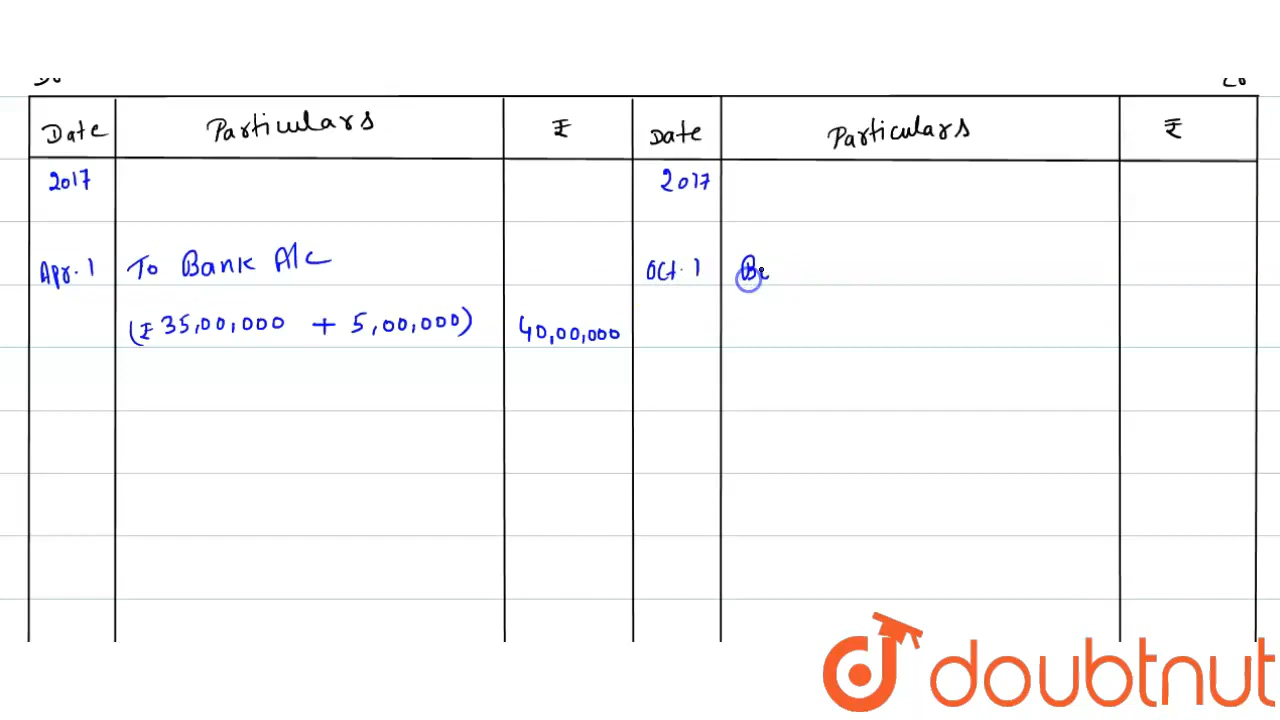 Date Particulars ₹ Date Particulars ₹
2017 2017
Apr. 1 To Bank A/c Oct. 1
(₹ 35,00,000 + 5,00,000) 40,00,000
doubtnut